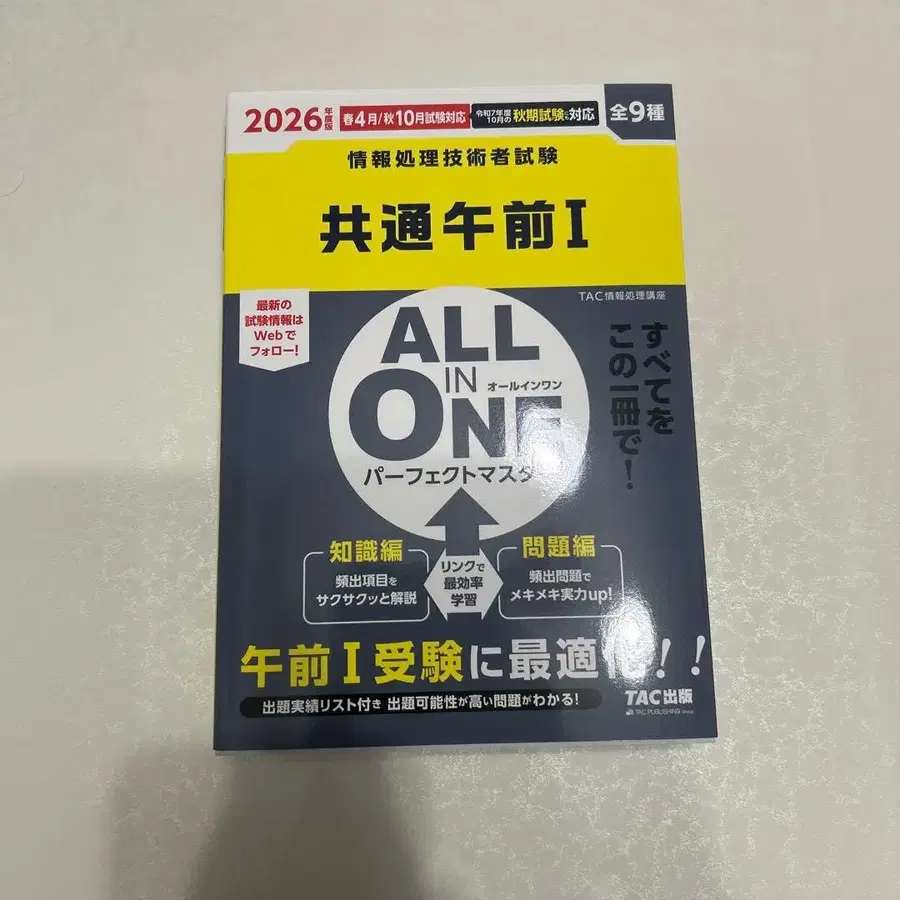 2026年度版
春4月/秋10月試験対応
令和7年度
10月の秋期試験にも対応
全9種
情報処理技術者試験
共通午前Ⅰ
TAC情報処理講座
最新の
試験情報は
Webで
フォロー!
ALL
IN
ONE
オールインワン
パーフェクトマスター
すべてを
この一冊で!
知識編
頻出項目を
サクサクッと解説
リンクで
最効率
学習
問題編
頻出問題で
メキメキ実力up!
午前Ⅰ受験に最適化!!
出題実績リスト付き 出題可能性が高い問題がわかる!
TAC出版
TAC PUBLISHING Group